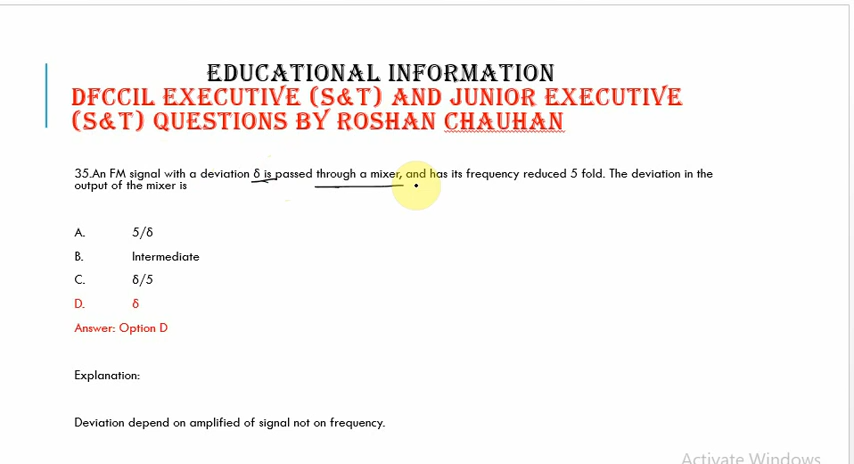 EDUCATIONAL INFORMATION
DFCCIL EXECUTIVE (S&T) AND JUNIOR EXECUTIVE
(S&T) QUESTIONS BY ROSHAN CHAUHAN
35.An FM signal with a deviation δ is passed through a mixer, and has its frequency reduced 5 fold. The deviation in the
output of the mixer is
A. 5/δ
B. Intermediate
C. δ/5
D. δ
Answer: Option D
Explanation:
Deviation depend on amplified of signal not on frequency.
Activate Windows